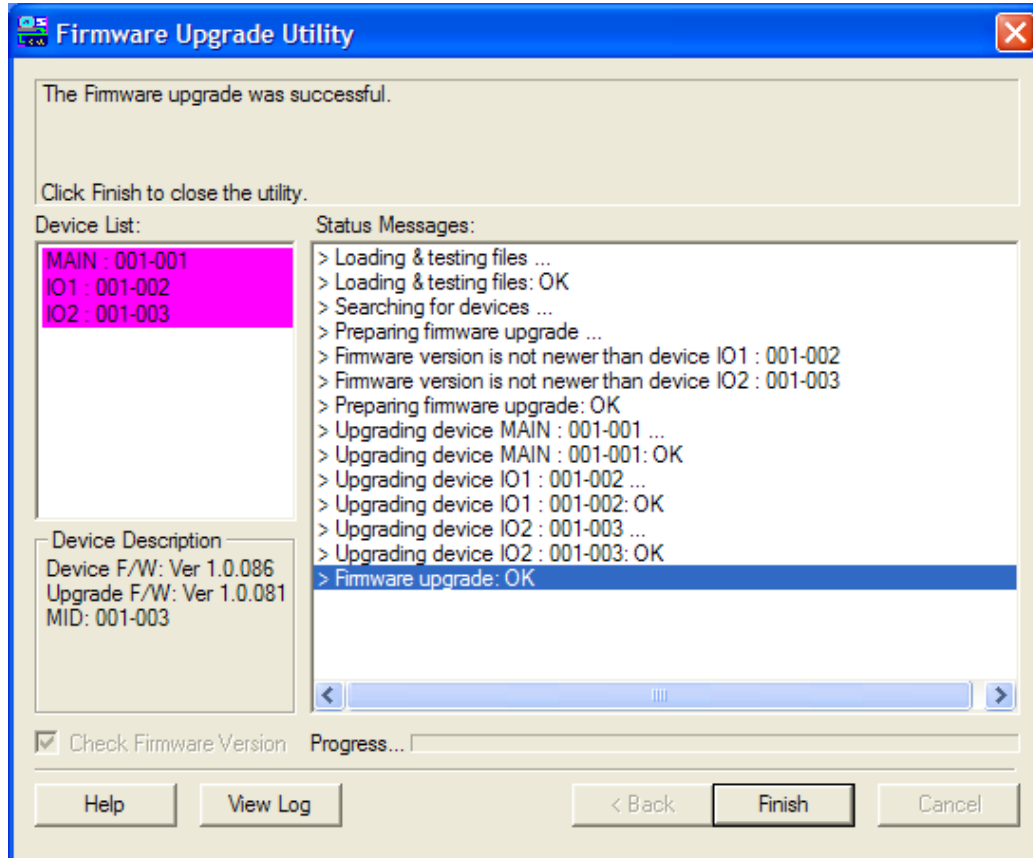 Firmware Upgrade Utility
The Firmware upgrade was successful.
Click Finish to close the utility.
Device List:
MAIN : 001-001
IO1 : 001-002
IO2 : 001-003
Status Messages:
> Loading & testing files ...
> Loading & testing files: OK
> Searching for devices ...
> Preparing firmware upgrade ...
> Firmware version is not newer than device IO1 : 001-002
> Firmware version is not newer than device IO2 : 001-003
> Preparing firmware upgrade: OK
> Upgrading device MAIN : 001-001 ...
> Upgrading device MAIN : 001-001: OK
> Upgrading device IO1 : 001-002 ...
> Upgrading device IO1 : 001-002: OK
> Upgrading device IO2 : 001-003 ...
> Upgrading device IO2 : 001-003: OK
> Firmware upgrade: OK
Device Description
Device F/W: Ver 1.0.086
Upgrade F/W: Ver 1.0.081
MID: 001-003
Check Firmware Version
Progress...
Help
View Log
< Back
Finish
Cancel